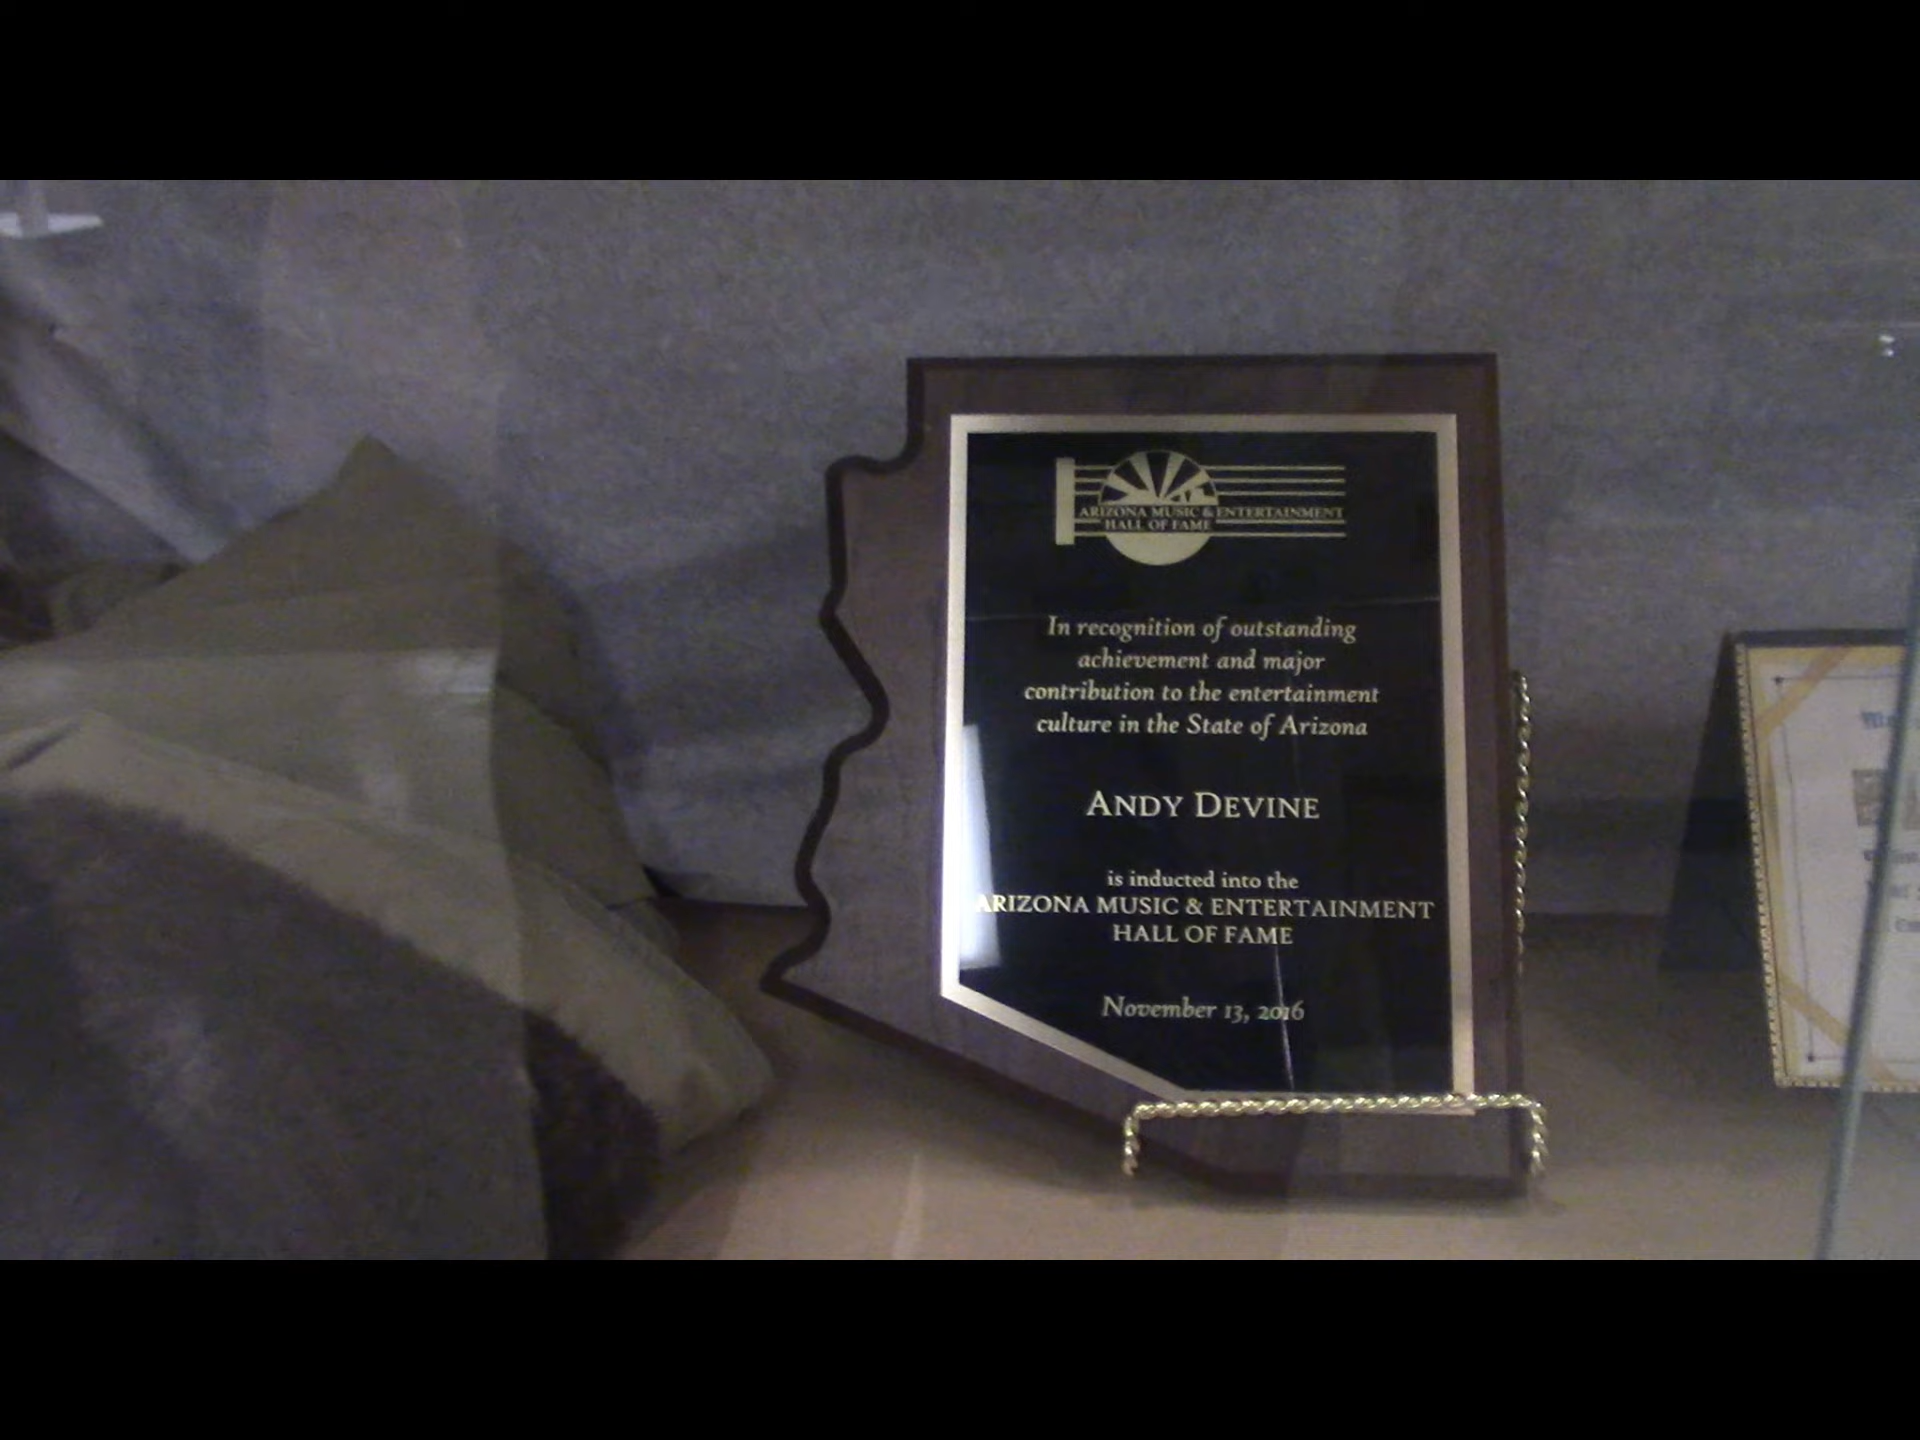 ARIZONA MUSIC & ENTERTAINMENT
HALL OF FAME
In recognition of outstanding
achievement and major
contribution to the entertainment
culture in the State of Arizona
ANDY DEVINE
is inducted into the
ARIZONA MUSIC & ENTERTAINMENT
HALL OF FAME
November 13, 2016